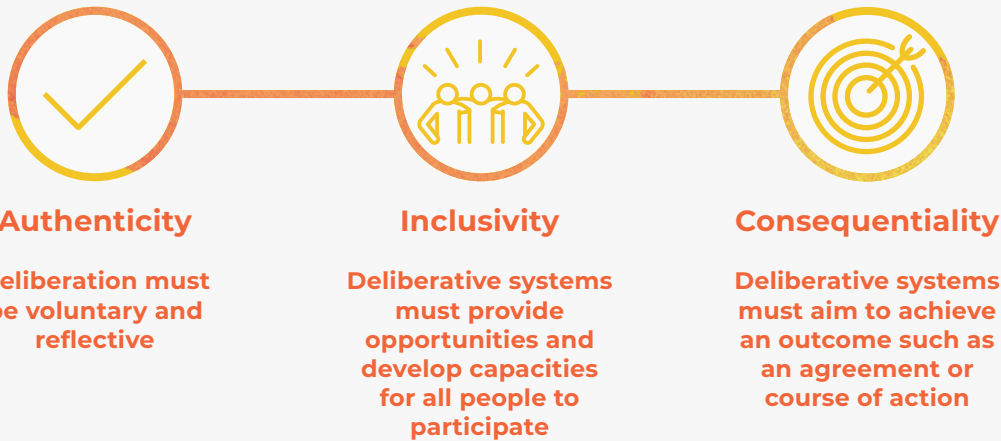 Authenticity
eliberation must
be voluntary and
reflective
Inclusivity
Deliberative systems
must provide
opportunities and
develop capacities
for all people to
participate
Consequentiality
Deliberative systems
must aim to achieve
an outcome such as
an agreement or
course of action